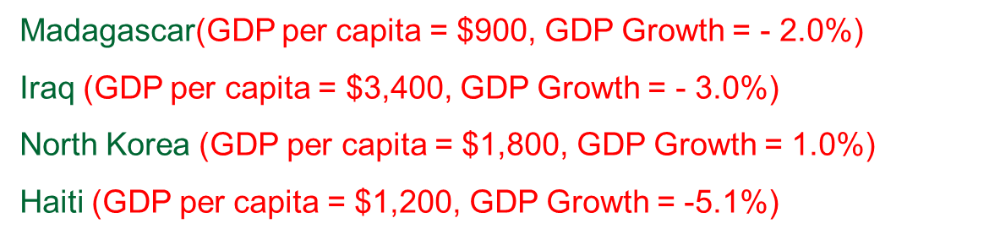 Madagascar(GDP per capita = $900, GDP Growth = - 2.0%)
Iraq (GDP per capita = $3,400, GDP Growth = - 3.0%)
North Korea (GDP per capita = $1,800, GDP Growth = 1.0%)
Haiti (GDP per capita = $1,200, GDP Growth = -5.1%)